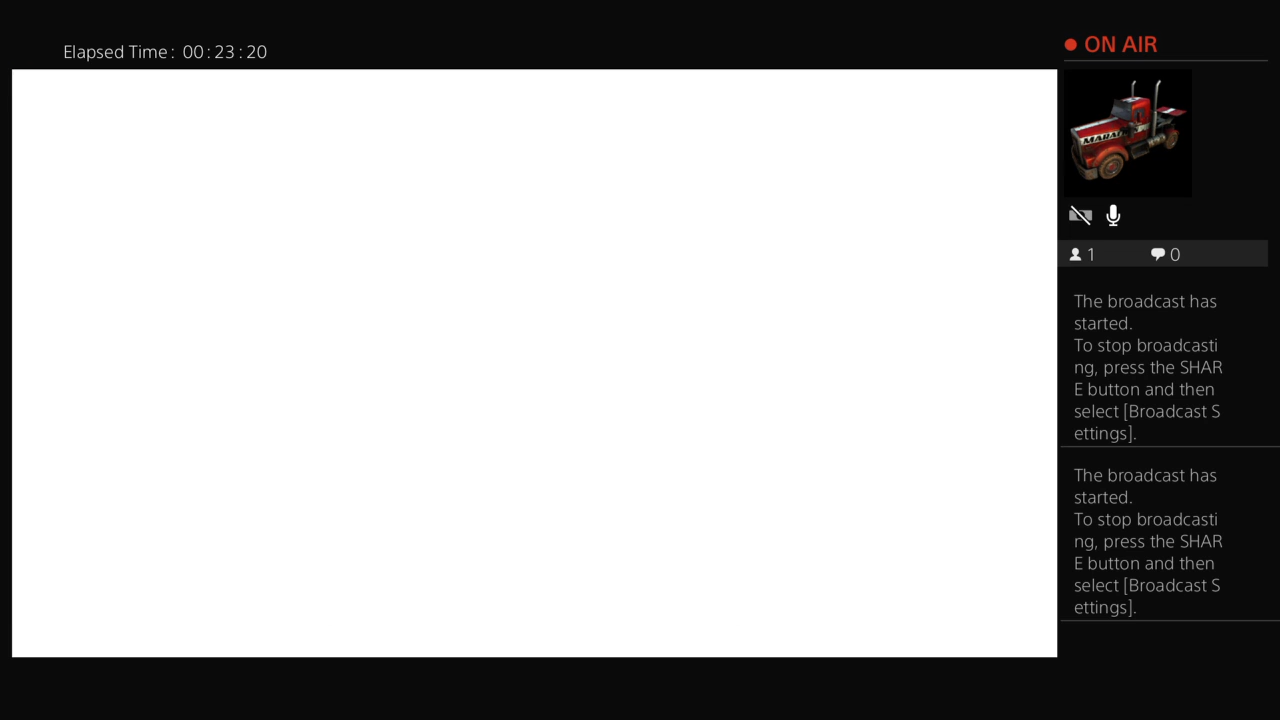 Elapsed Time: 00:23:20
ON AIR
MARA
1
0
The broadcast has
started.
To stop broadcasti
ng, press the SHAR
E button and then
select [Broadcast S
ettings].
The broadcast has
started.
To stop broadcasti
ng, press the SHAR
E button and then
select [Broadcast S
ettings].